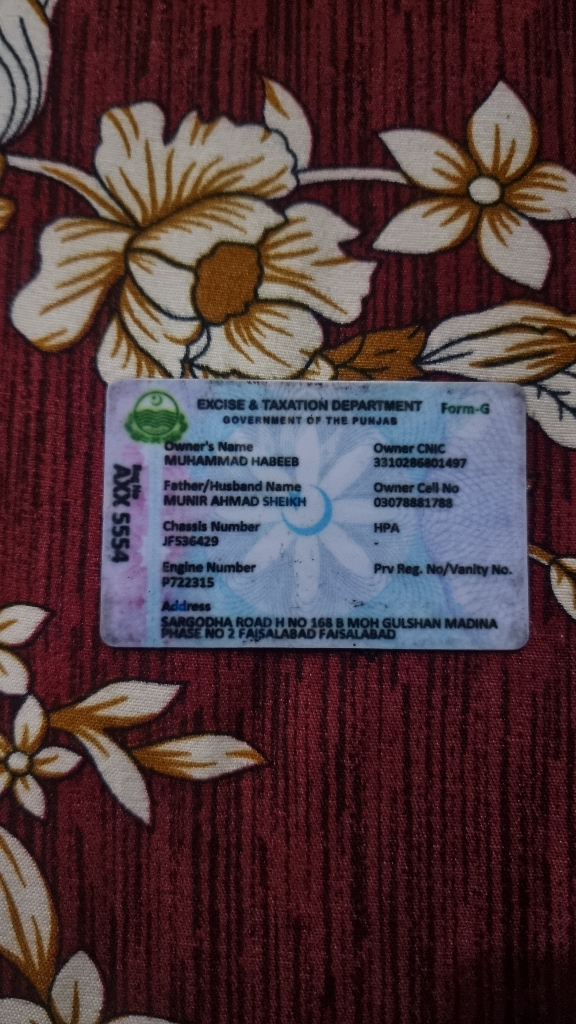 EXCISE & TAXATION DEPARTMENT Form-G
GOVERNMENT OF THE PUNJAB
Reg. No
AXX 5554
Owner's Name Owner CNIC
MUHAMMAD HABEEB 3310286801497
Father/Husband Name Owner Cell No
MUNIR AHMAD SHEIKH 03078881788
Chassis Number HPA
JF536429 -
Engine Number Prv Reg. No/Vanity No.
P722315
Address
SARGODHA ROAD H NO 168 B MOH GULSHAN MADINA
PHASE NO 2 FAISALABAD FAISALABAD